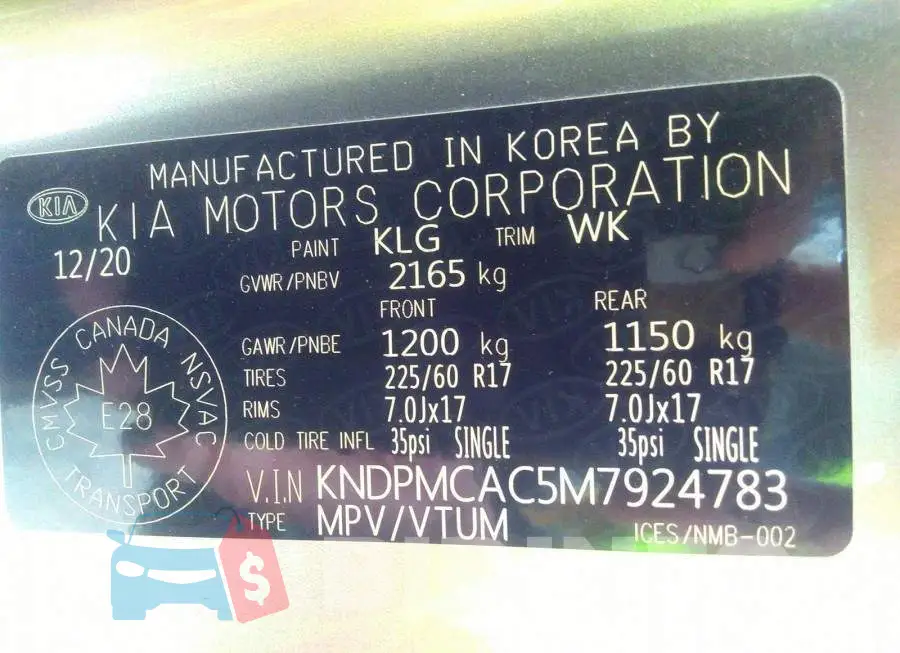 MANUFACTURED IN KOREA BY
KIA KIA MOTORS CORPORATION
12/20 PAINT KLG TRIM WK
GVWR/PNBV 2165 kg
FRONT REAR
GAWR/PNBE 1200 kg 1150 kg
TIRES 225/60 R17 225/60 R17
RIMS 7.0Jx17 7.0Jx17
COLD TIRE INFL 35psi SINGLE 35psi SINGLE
V.I.N KNDPMCAC5M7924783
TYPE MPV/VTUM ICES/NMB-002
CMVSS CANADA NSVAC
E28
TRANSPORT
$